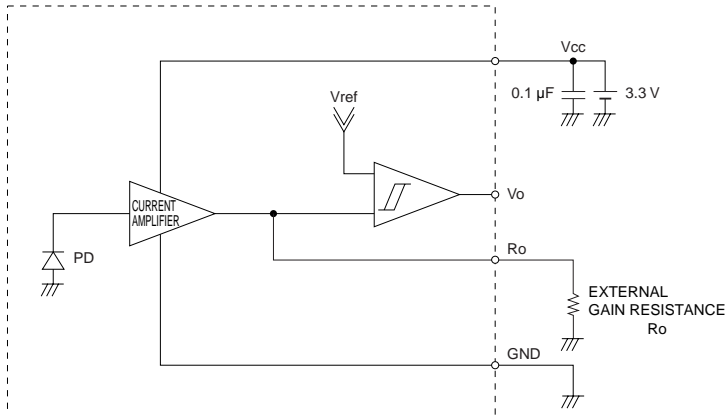 Vcc
0.1 µF
3.3 V
Vref
CURRENT
AMPLIFIER
Vo
PD
Ro
EXTERNAL
GAIN RESISTANCE
Ro
GND